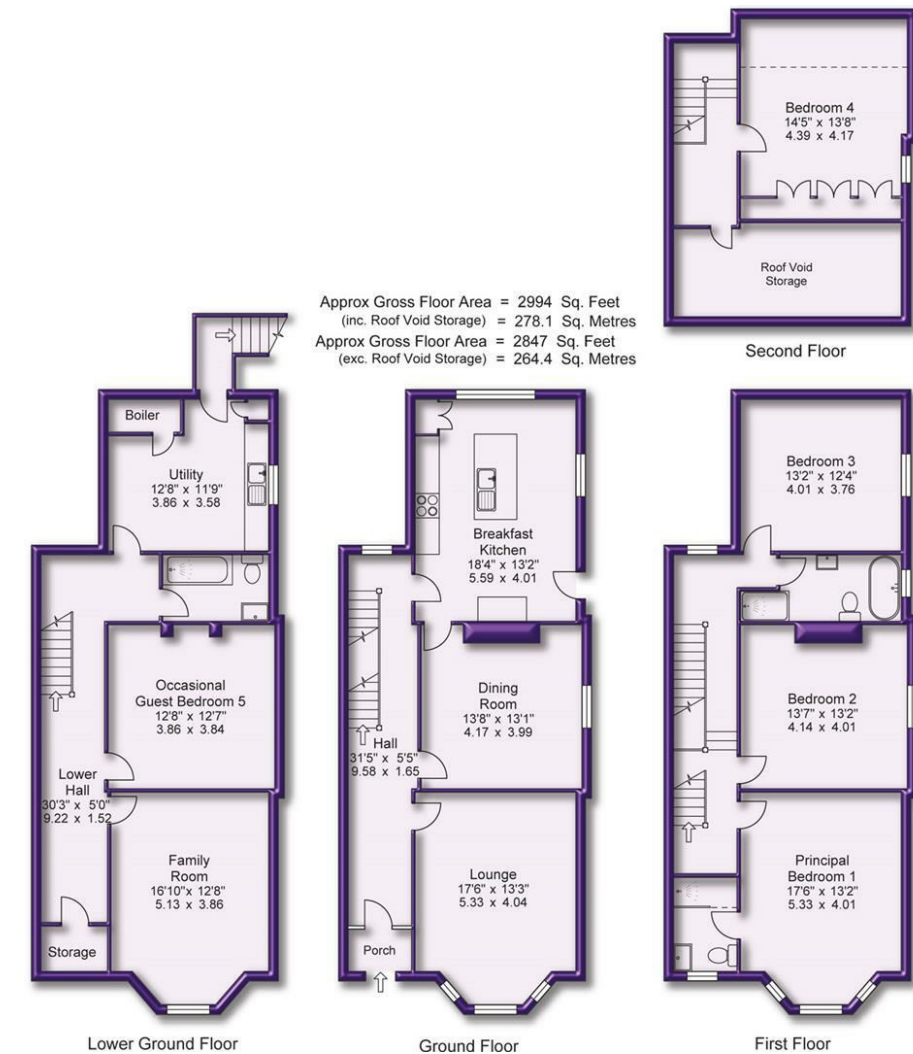 Bedroom 4
14'5" x 13'8"
4.39 x 4.17
Roof Void
Storage
Second Floor
Approx Gross Floor Area = 2994 Sq. Feet
(inc. Roof Void Storage) = 278.1 Sq. Metres
Approx Gross Floor Area = 2847 Sq. Feet
(exc. Roof Void Storage) = 264.4 Sq. Metres
Boiler
Utility
12'8" x 11'9"
3.86 x 3.58
Occasional
Guest Bedroom 5
12'8" x 12'7"
3.86 x 3.84
Lower
Hall
30'3" x 5'0"
9.22 x 1.52
Family
Room
16'10"x 12'8"
5.13 x 3.86
Storage
Lower Ground Floor
Breakfast
Kitchen
18'4" x 13'2"
5.59 x 4.01
Dining
Room
13'8" x 13'1"
4.17 x 3.99
Hall
31'5" x 5'5"
9.58 x 1.65
Lounge
17'6" x 13'3"
5.33 x 4.04
Porch
Ground Floor
Bedroom 3
13'2" x 12'4"
4.01 x 3.76
Bedroom 2
13'7" x 13'2"
4.14 x 4.01
Principal
Bedroom 1
17'6" x 13'2"
5.33 x 4.01
First Floor